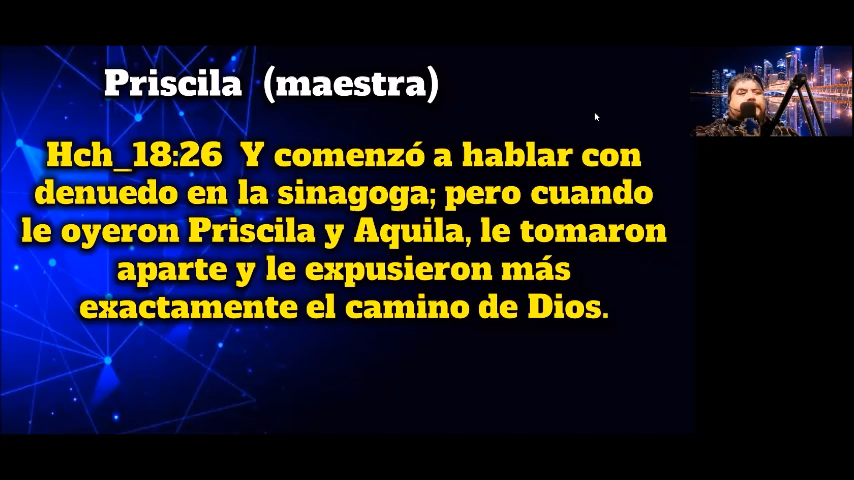 Priscila (maestra)
Hch_18:26 Y comenzó a hablar con
denuedo en la sinagoga; pero cuando
le oyeron Priscila y Aquila, le tomaron
aparte y le expusieron más
exactamente el camino de Dios.